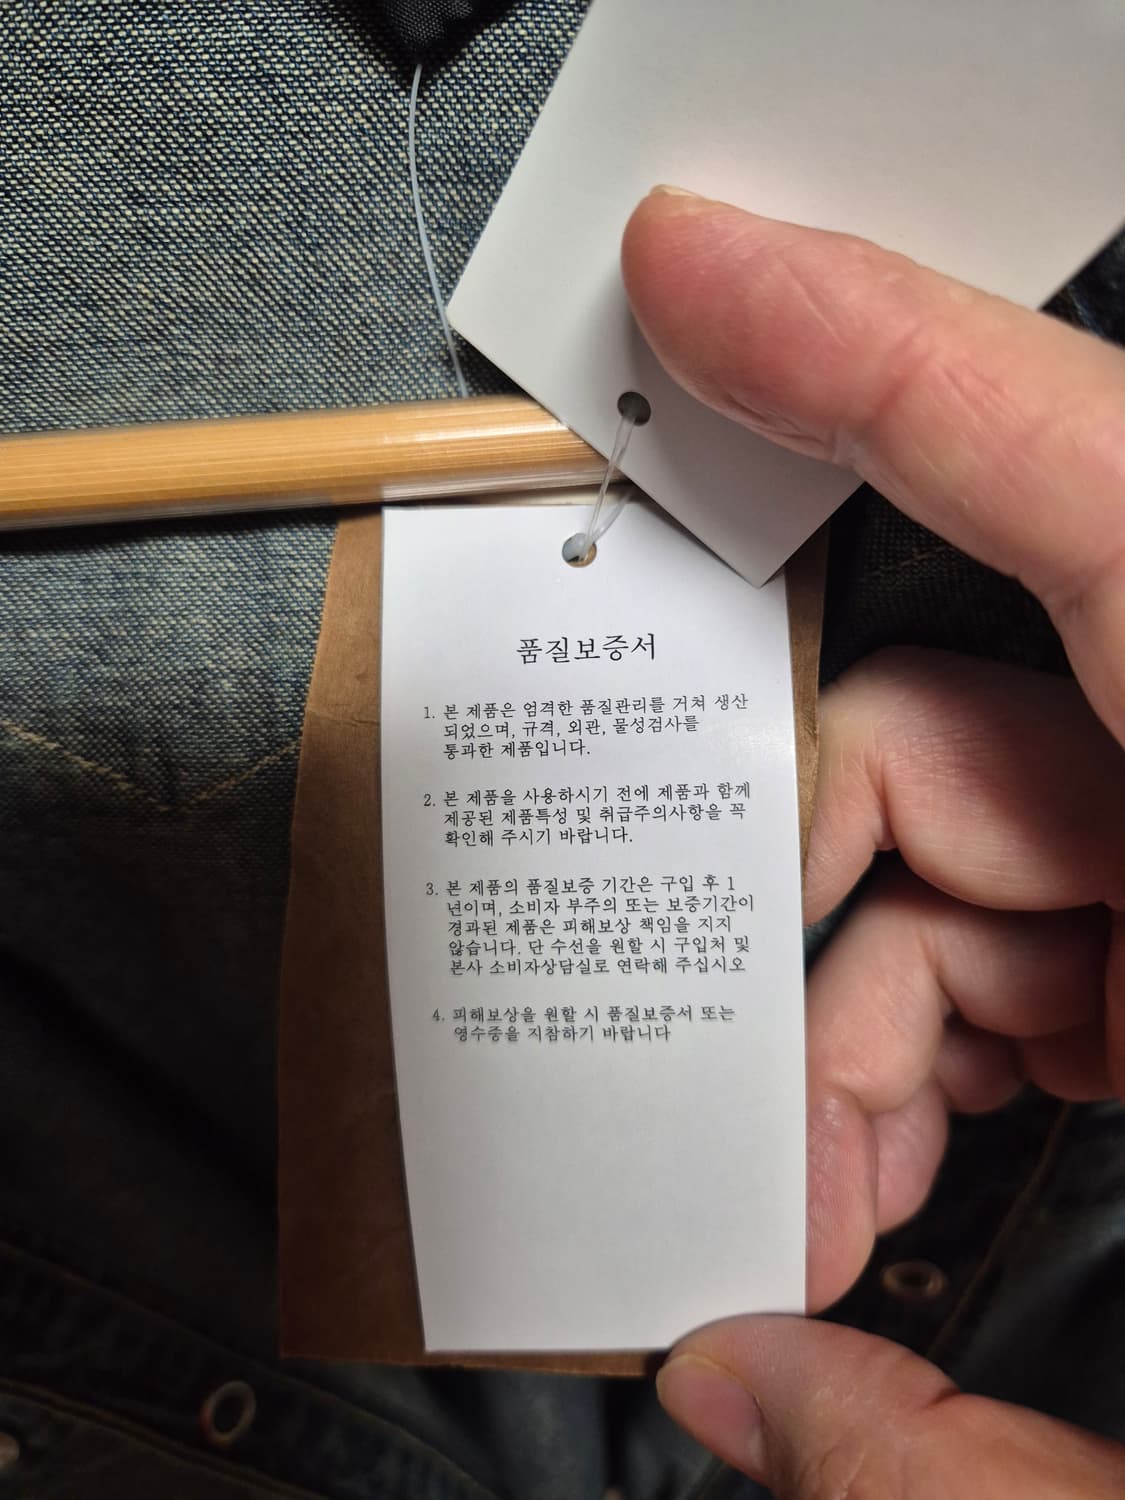 품질보증서
1. 본 제품은 엄격한 품질관리를 거쳐 생산
되었으며, 규격, 외관, 물성검사를
통과한 제품입니다.
2. 본 제품을 사용하시기 전에 제품과 함께
제공된 제품특성 및 취급주의사항을 꼭
확인해 주시기 바랍니다.
3. 본 제품의 품질보증 기간은 구입 후 1
년이며, 소비자 부주의 또는 보증기간이
경과된 제품은 피해보상 책임을 지지
않습니다. 단 수선을 원할 시 구입처 및
본사 소비자상담실로 연락해 주십시오
4. 피해보상을 원할 시 품질보증서 또는
영수증을 지참하기 바랍니다